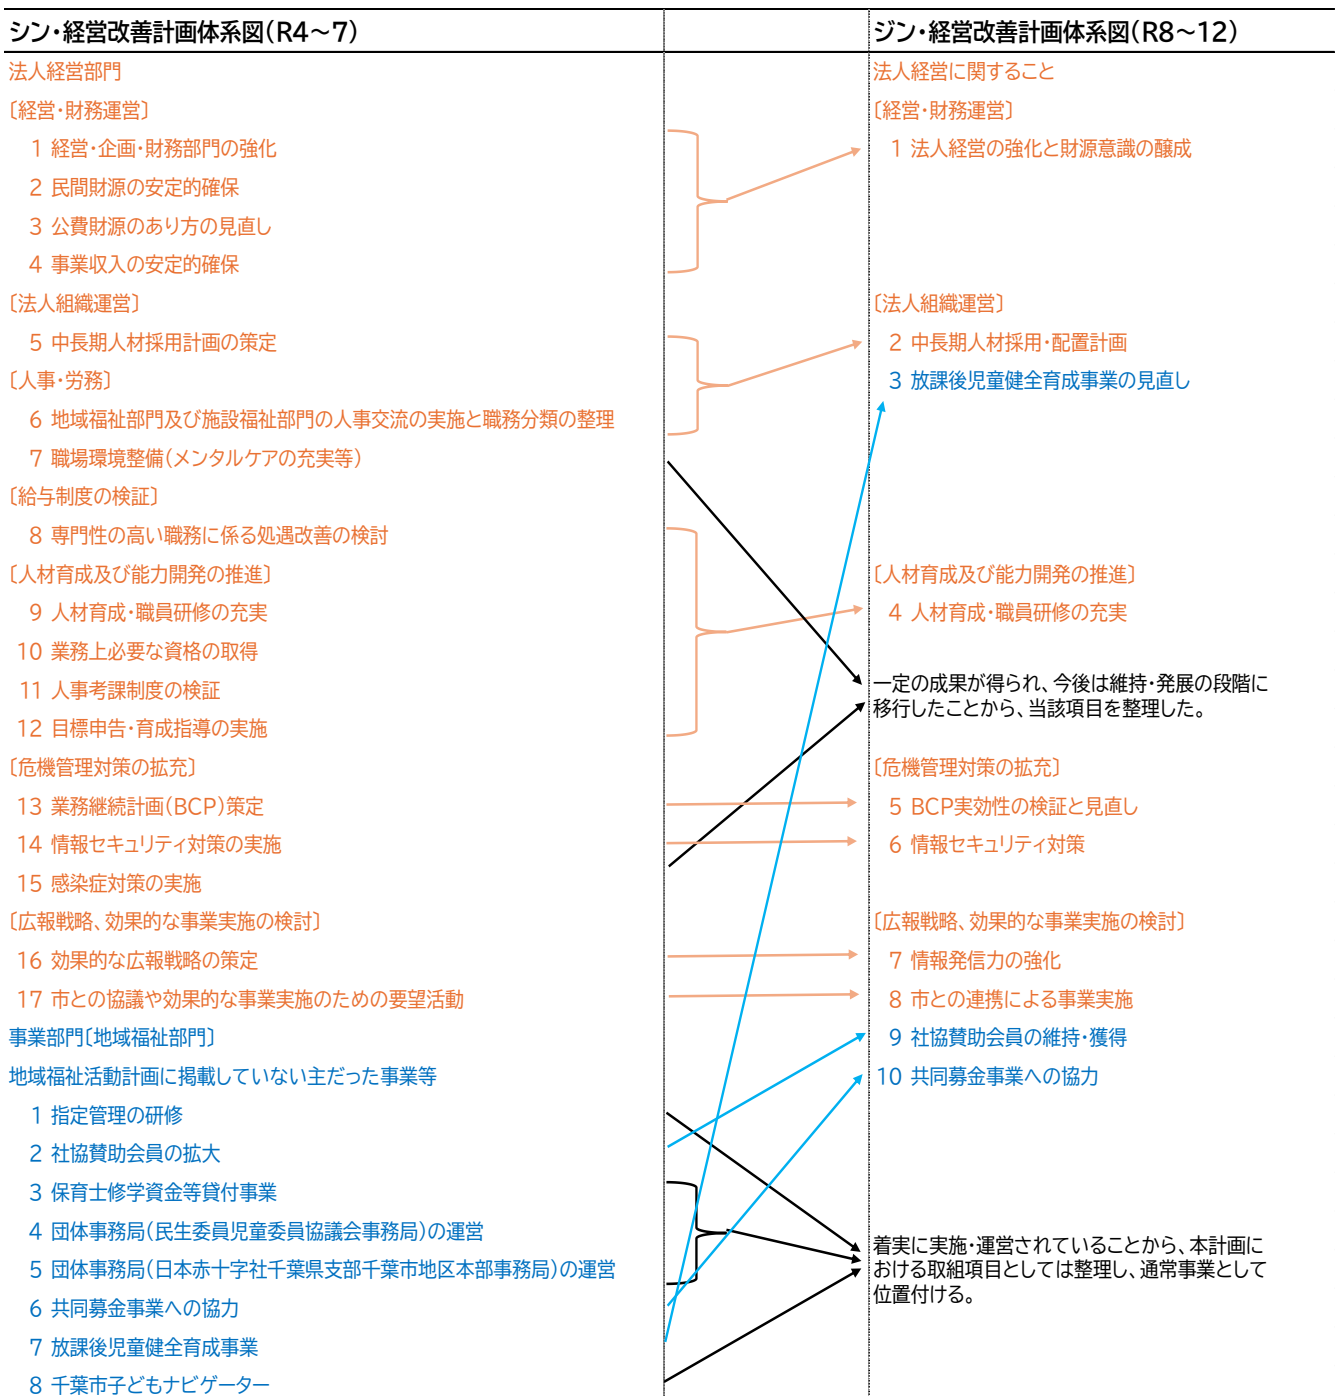 シン・経営改善計画体系図（R4～7）
法人経営部門
〔経営・財務運営〕
1 経営・企画・財務部門の強化
2 民間財源の安定的確保
3 公費財源のあり方の見直し
4 事業収入の安定的確保
〔法人組織運営〕
5 中長期人材採用計画の策定
〔人事・労務〕
6 地域福祉部門及び施設福祉部門の人事交流の実施と職務分類の整理
7 職場環境整備（メンタルケアの充実等）
〔給与制度の検証〕
8 専門性の高い職務に係る処遇改善の検討
〔人材育成及び能力開発の推進〕
9 人材育成・職員研修の充実
10 業務上必要な資格の取得
11 人事考課制度の検証
12 目標申告・育成指導の実施
〔危機管理対策の拡充〕
13 業務継続計画（BCP）策定
14 情報セキュリティ対策の実施
15 感染症対策の実施
〔広報戦略、効果的な事業実施の検討〕
16 効果的な広報戦略の策定
17 市との協議や効果的な事業実施のための要望活動
事業部門〔地域福祉部門〕
地域福祉活動計画に掲載していない主だった事業等
1 指定管理の研修
2 社協賛助会員の拡大
3 保育士修学資金等貸付事業
4 団体事務局（民生委員児童委員協議会事務局）の運営
5 団体事務局（日本赤十字社千葉県支部千葉市地区本部事務局）の運営
6 共同募金事業への協力
7 放課後児童健全育成事業
8 千葉市子どもナビゲーター
ジン・経営改善計画体系図（R8～12）
法人経営に関すること
〔経営・財務運営〕
1 法人経営の強化と財源意識の醸成
〔法人組織運営〕
2 中長期人材採用・配置計画
3 放課後児童健全育成事業の見直し
〔人材育成及び能力開発の推進〕
4 人材育成・職員研修の充実
一定の成果が得られ、今後は維持・発展の段階に
移行したことから、当該項目を整理した。
〔危機管理対策の拡充〕
5 BCP実効性の検証と見直し
6 情報セキュリティ対策
〔広報戦略、効果的な事業実施の検討〕
7 情報発信力の強化
8 市との連携による事業実施
9 社協賛助会員の維持・獲得
10 共同募金事業への協力
着実に実施・運営されていることから、本計画に
おける取組項目としては整理し、通常事業として
位置付ける。